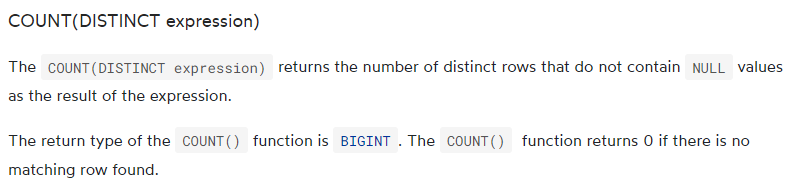 COUNT(DISTINCT expression)
The COUNT(DISTINCT expression) returns the number of distinct rows that do not contain NULL values
as the result of the expression.
The return type of the COUNT() function is BIGINT . The COUNT() function returns 0 if there is no
matching row found.